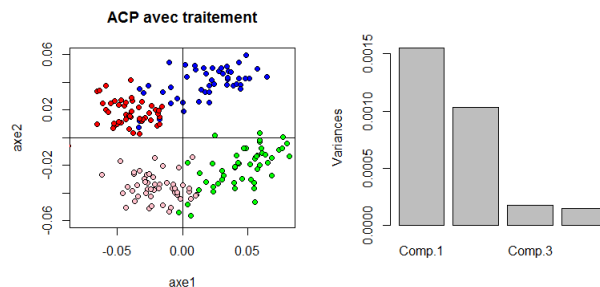 ACP avec traitement
0.06
0.02
-0.02
-0.06
axe2
-0.05
0.00
0.05
axe1
0.0015
0.0010
0.0005
0.0000
Variances
Comp.1
Comp.3